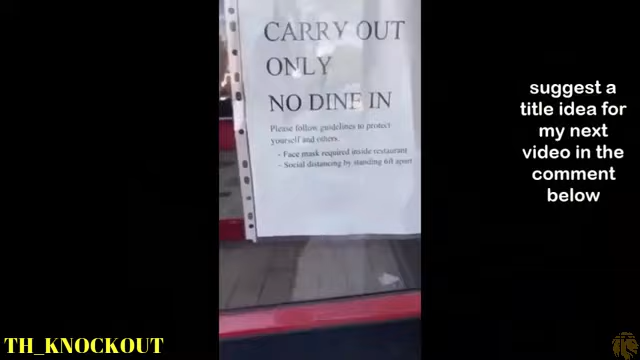 CARRY OUT
ONLY
NO DINE IN
Please follow guidelines to protect
yourself and others.
- Face mask required inside restaurant
- Social distancing by standing 6ft apart
suggest a
title idea for
my next
video in the
comment
below
TH_KNOCKOUT